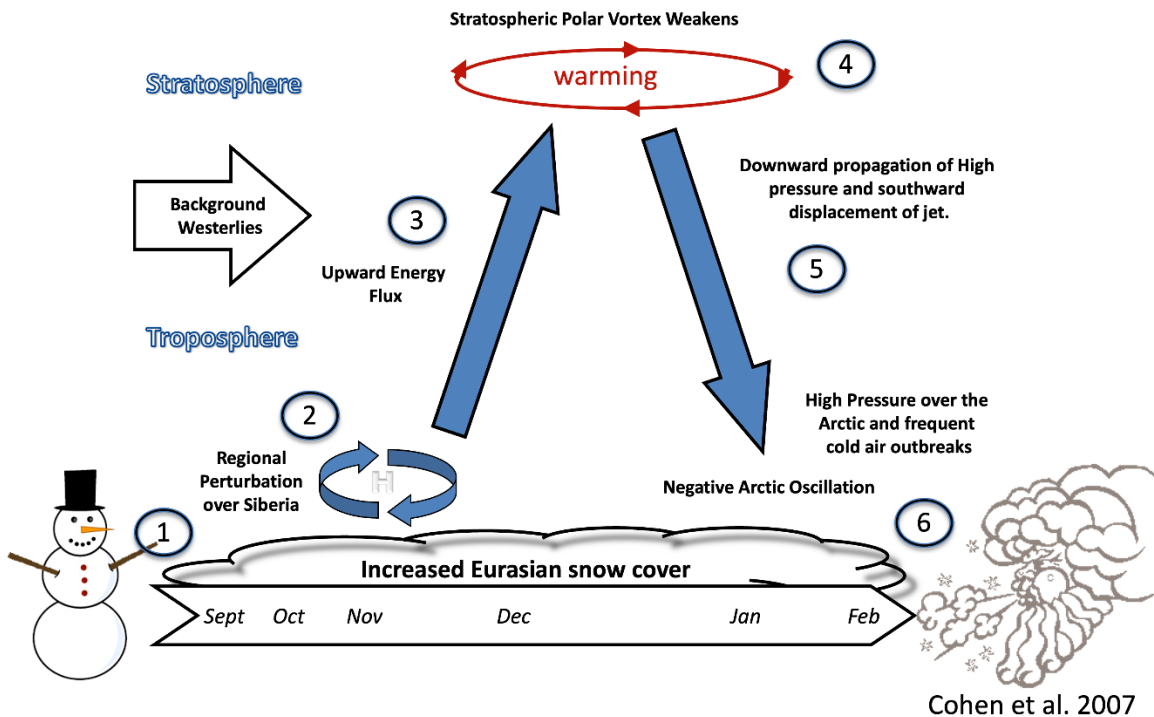 Stratospheric Polar Vortex Weakens
warming
4
Stratosphere
Background
Westerlies
3
Upward Energy
Flux
Downward propagation of High
pressure and southward
displacement of jet.
5
Troposphere
2
Regional
Perturbation
over Siberia
H
High Pressure over the
Arctic and frequent
cold air outbreaks
Negative Arctic Oscillation
1
6
Increased Eurasian snow cover
Sept Oct Nov Dec Jan Feb
Cohen et al. 2007